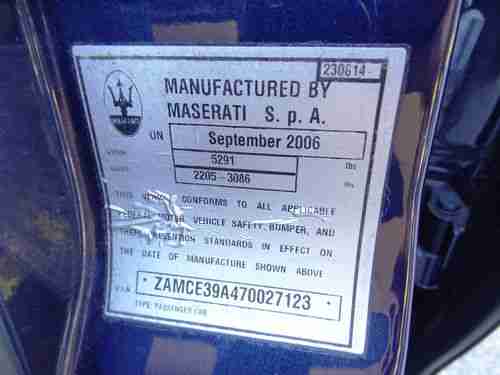 230614
MANUFACTURED BY
MASERATI S.p.A.
ON September 2006
5291 lbs
2205-3086 lbs
THIS CONFORMS TO ALL APPLICABLE
MOTOR VEHICLE SAFETY, BUMPER, AND
STANDARDS IN EFFECT ON
THE DATE OF MANUFACTURE SHOWN ABOVE
ZAMCE39A470027123
TYPE: PASSENGER CAR